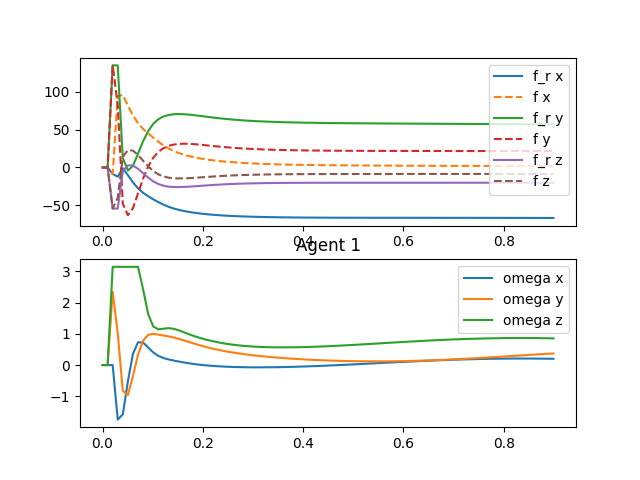 100
50
0
−50
f_r x
f x
f_r y
f y
f_r z
f z
0.0 0.2 0.4 0.6 0.8
Agent 1
3
2
1
0
−1
omega x
omega y
omega z
0.0 0.2 0.4 0.6 0.8